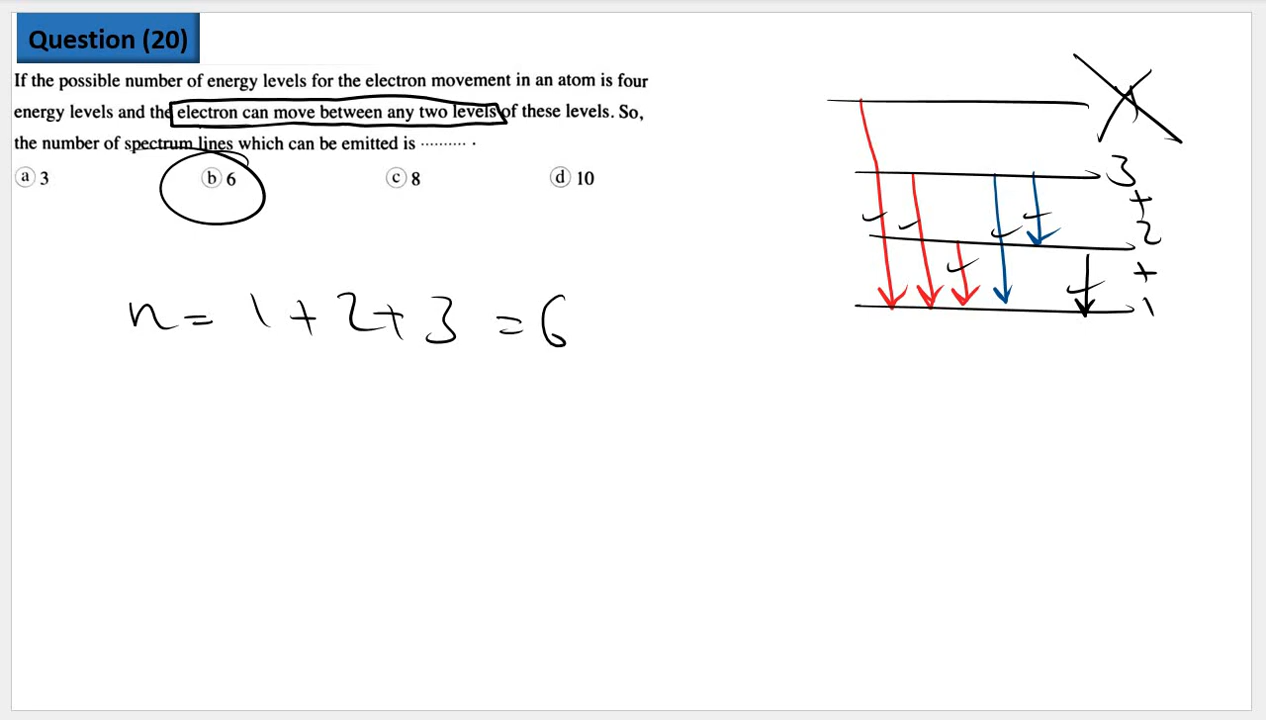 Question (20)
If the possible number of energy levels for the electron movement in an atom is four
energy levels and the electron can move between any two levels of these levels. So,
the number of spectrum lines which can be emitted is ·········· .
ⓐ 3 ⓑ 6 ⓒ 8 ⓓ 10
n = 1 + 2 + 3 = 6
4
3
+
2
+
1